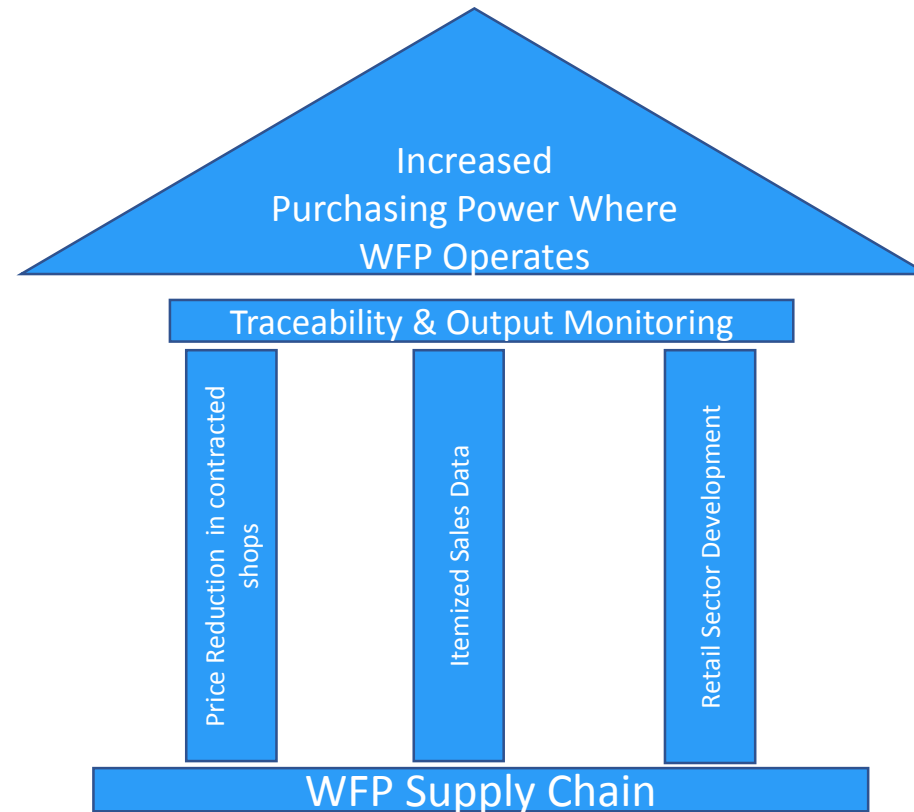 Increased
Purchasing Power Where
WFP Operates
Traceability & Output Monitoring
Price Reduction in contracted
shops
Itemized Sales Data
Retail Sector Development
WFP Supply Chain